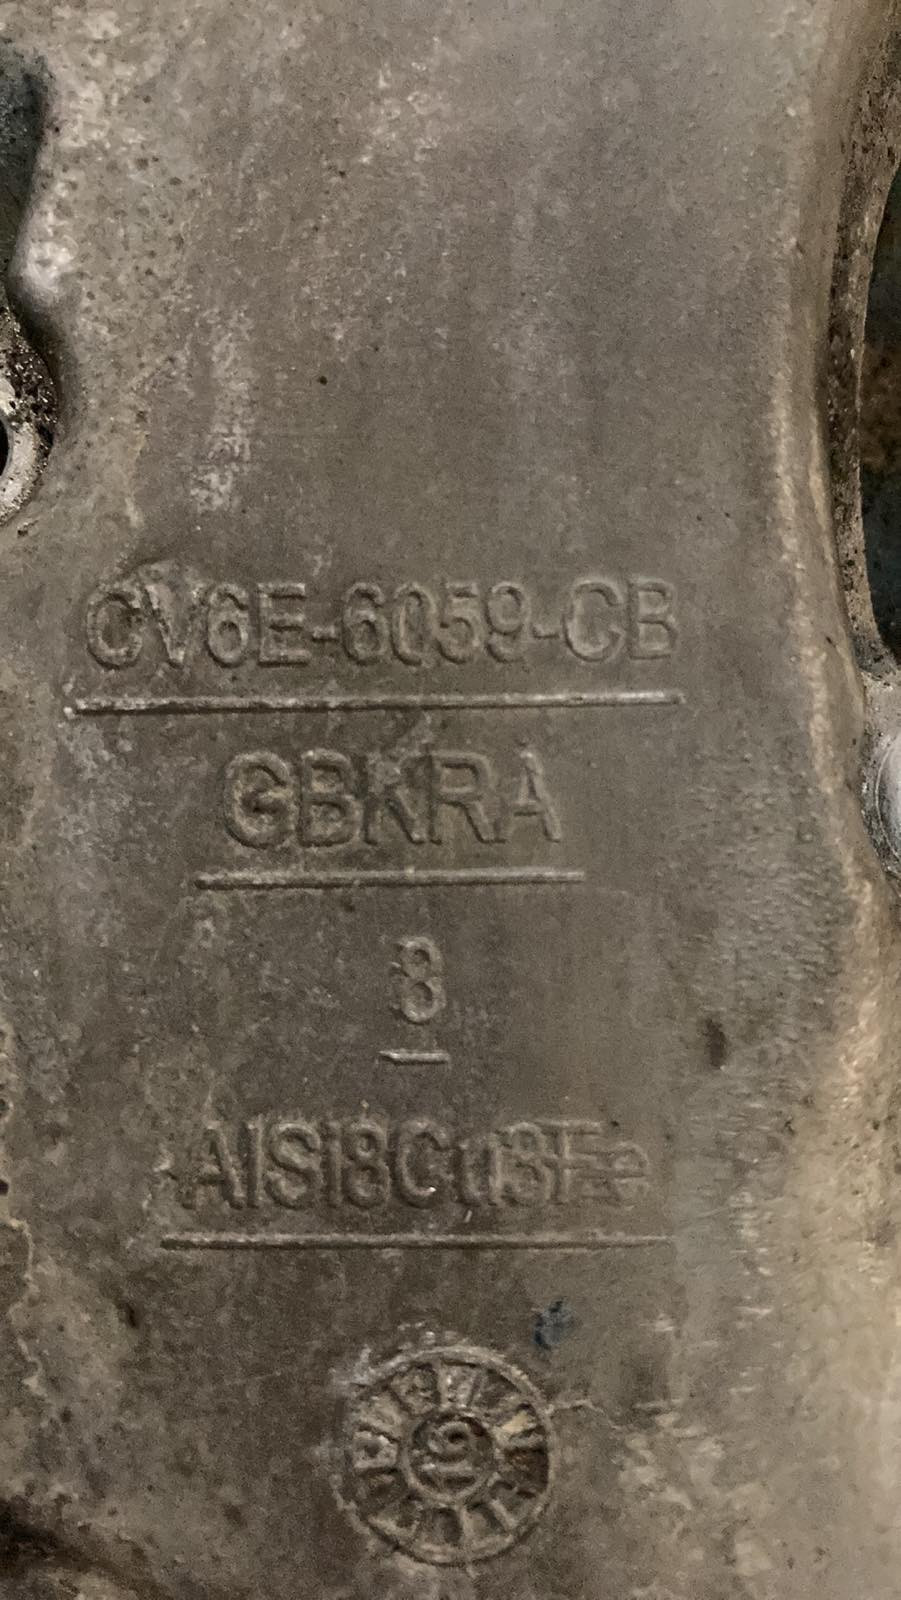 CV6E-6059-CB
GBKRA
8
AlSi8Cu3Fe